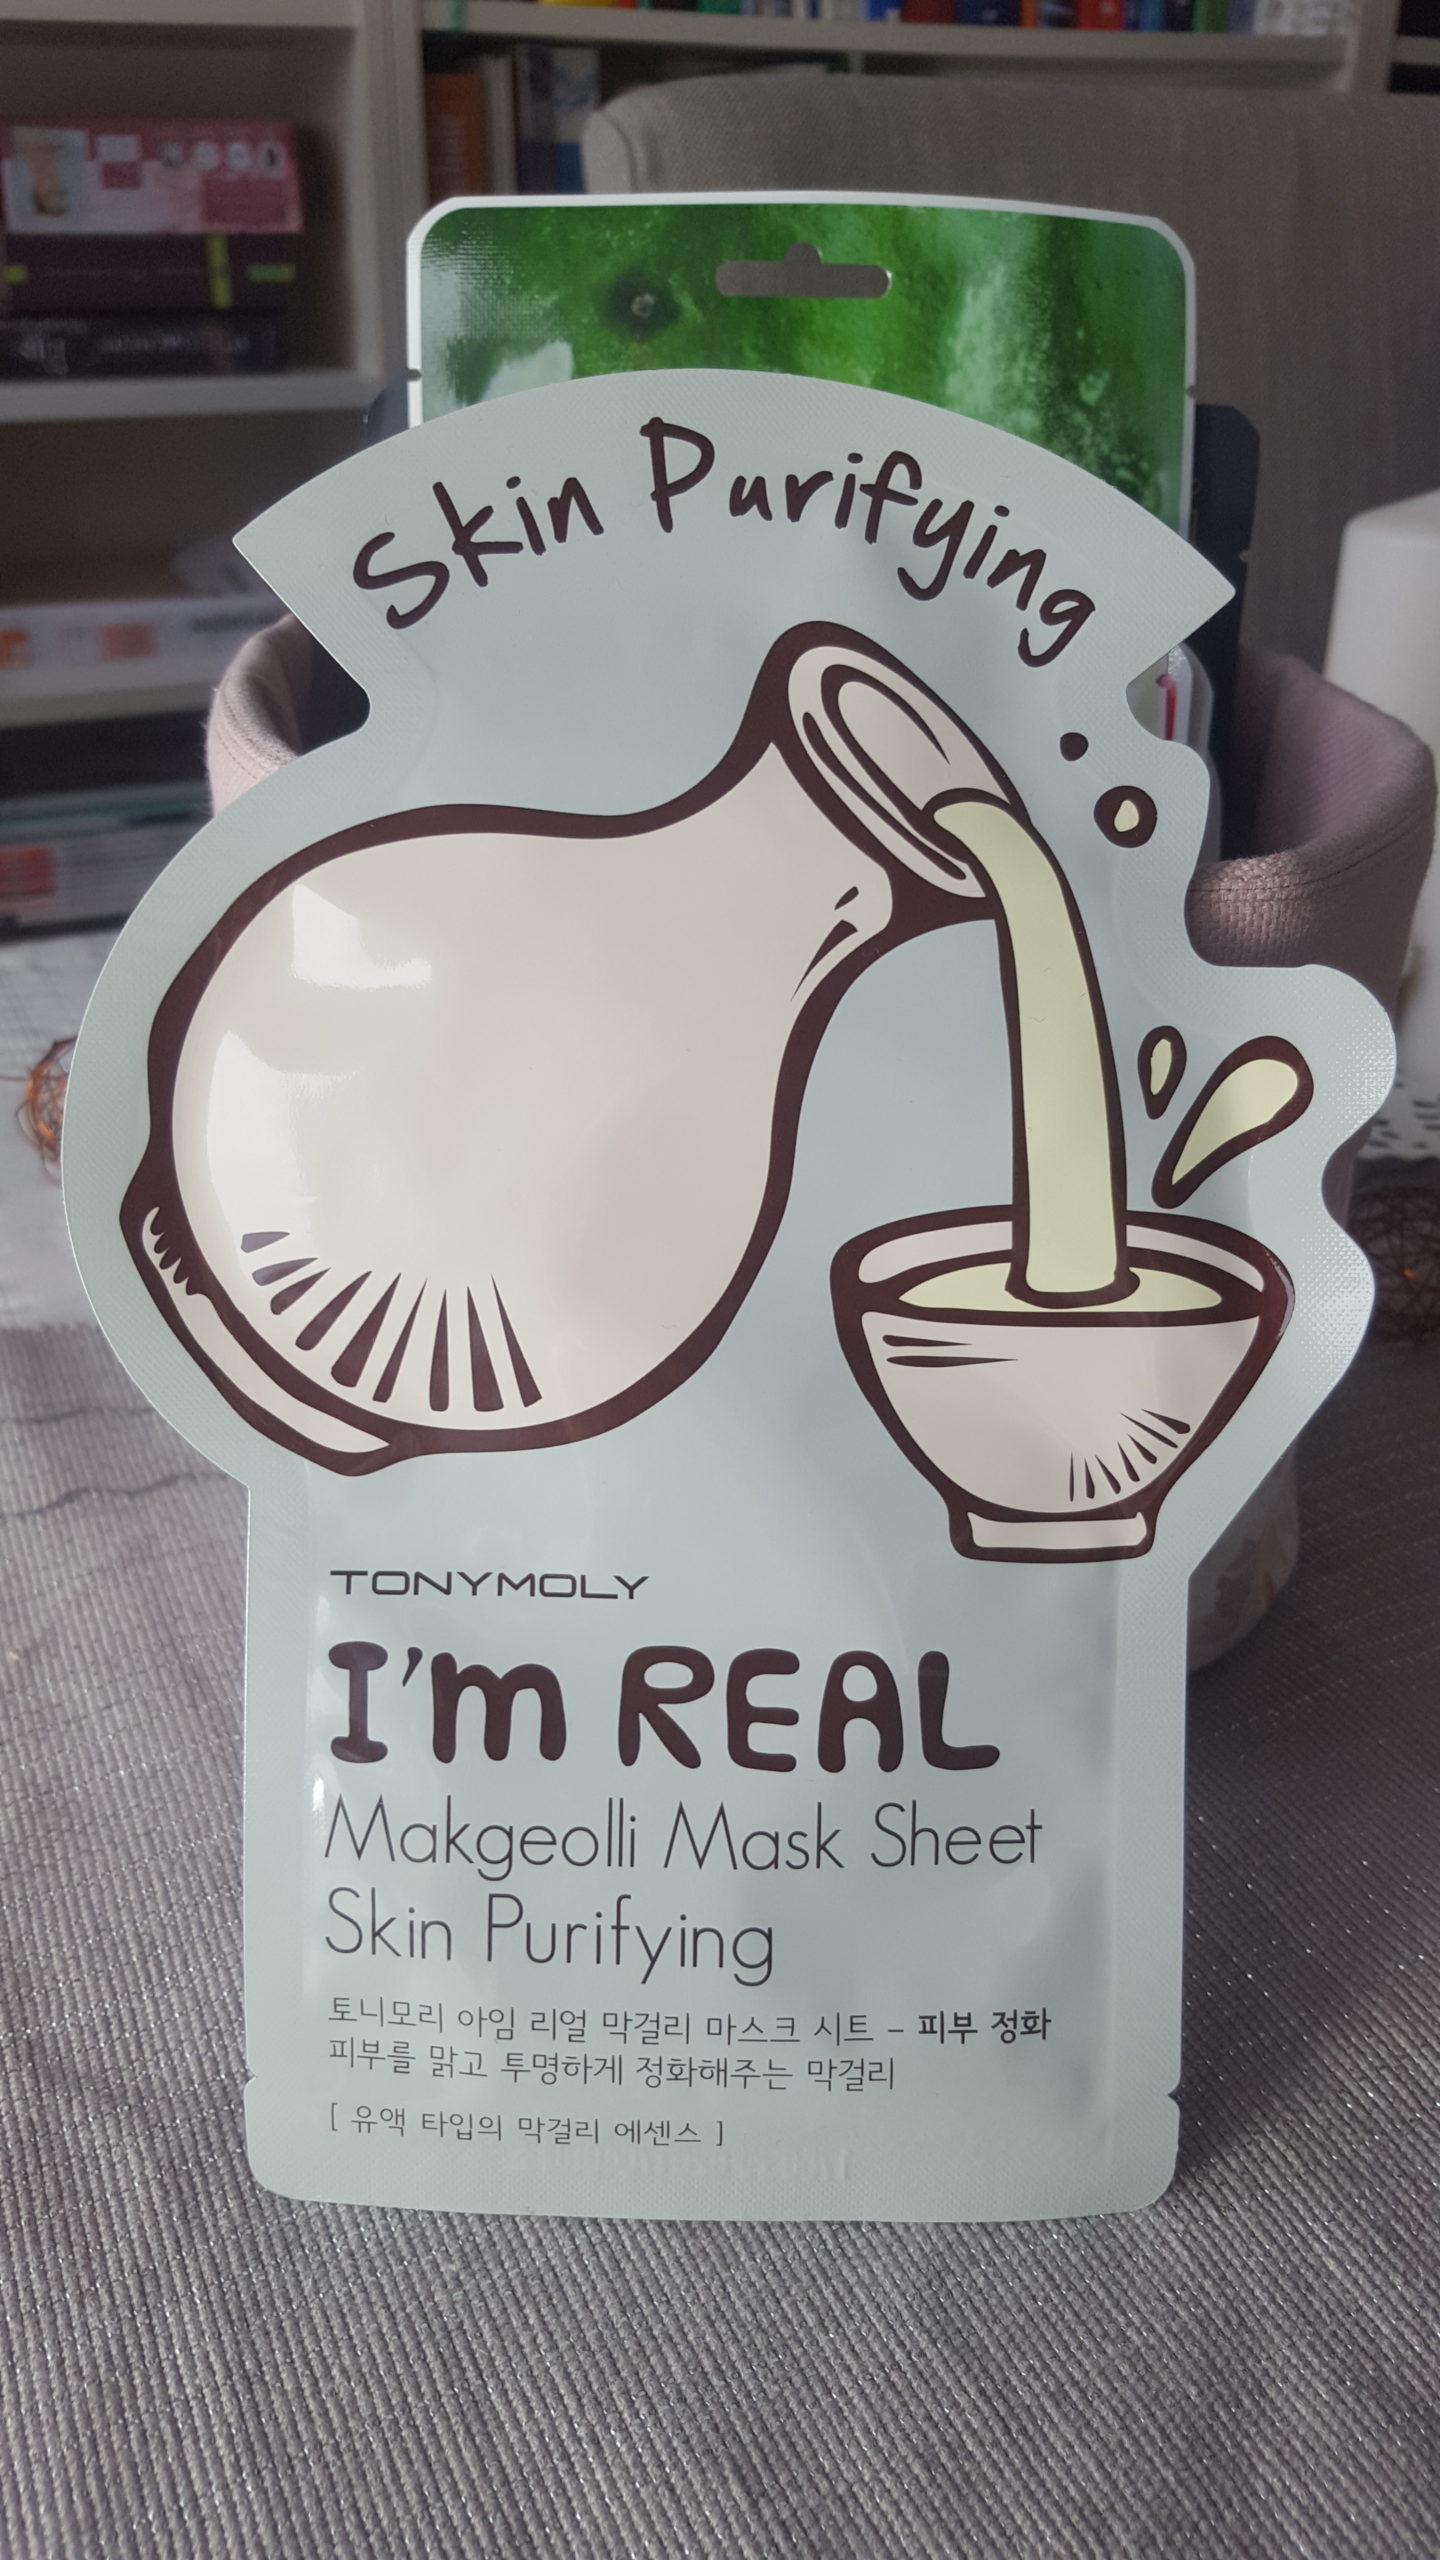 Skin Purifying
TONYMOLY
I'm REAL
Makgeolli Mask Sheet
Skin Purifying
토니모리 아임 리얼 막걸리 마스크 시트 - 피부 정화
피부를 맑고 투명하게 정화해주는 막걸리
[ 유액 타입의 막걸리 에센스 ]